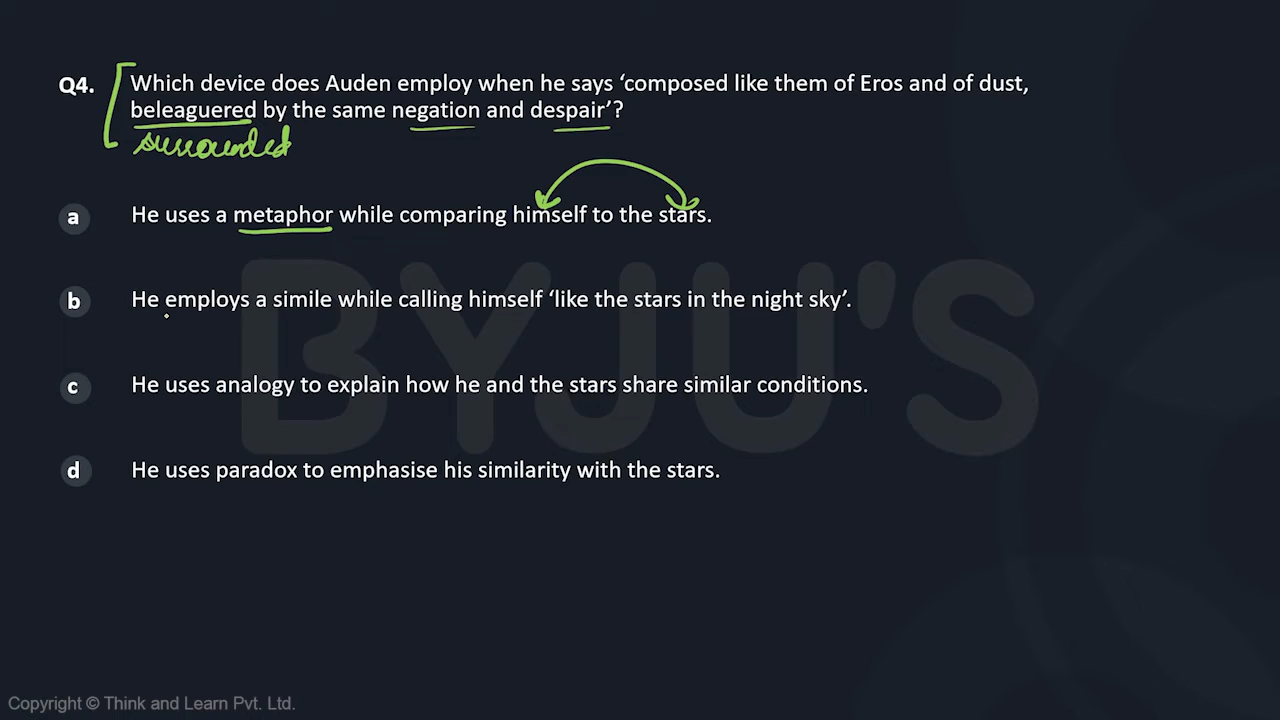 Q4. Which device does Auden employ when he says ‘composed like them of Eros and of dust,
beleaguered by the same negation and despair’?
surrounded
a He uses a metaphor while comparing himself to the stars.
b He employs a simile while calling himself ‘like the stars in the night sky’.
c He uses analogy to explain how he and the stars share similar conditions.
d He uses paradox to emphasise his similarity with the stars.
BYJU'S
Copyright © Think and Learn Pvt. Ltd.